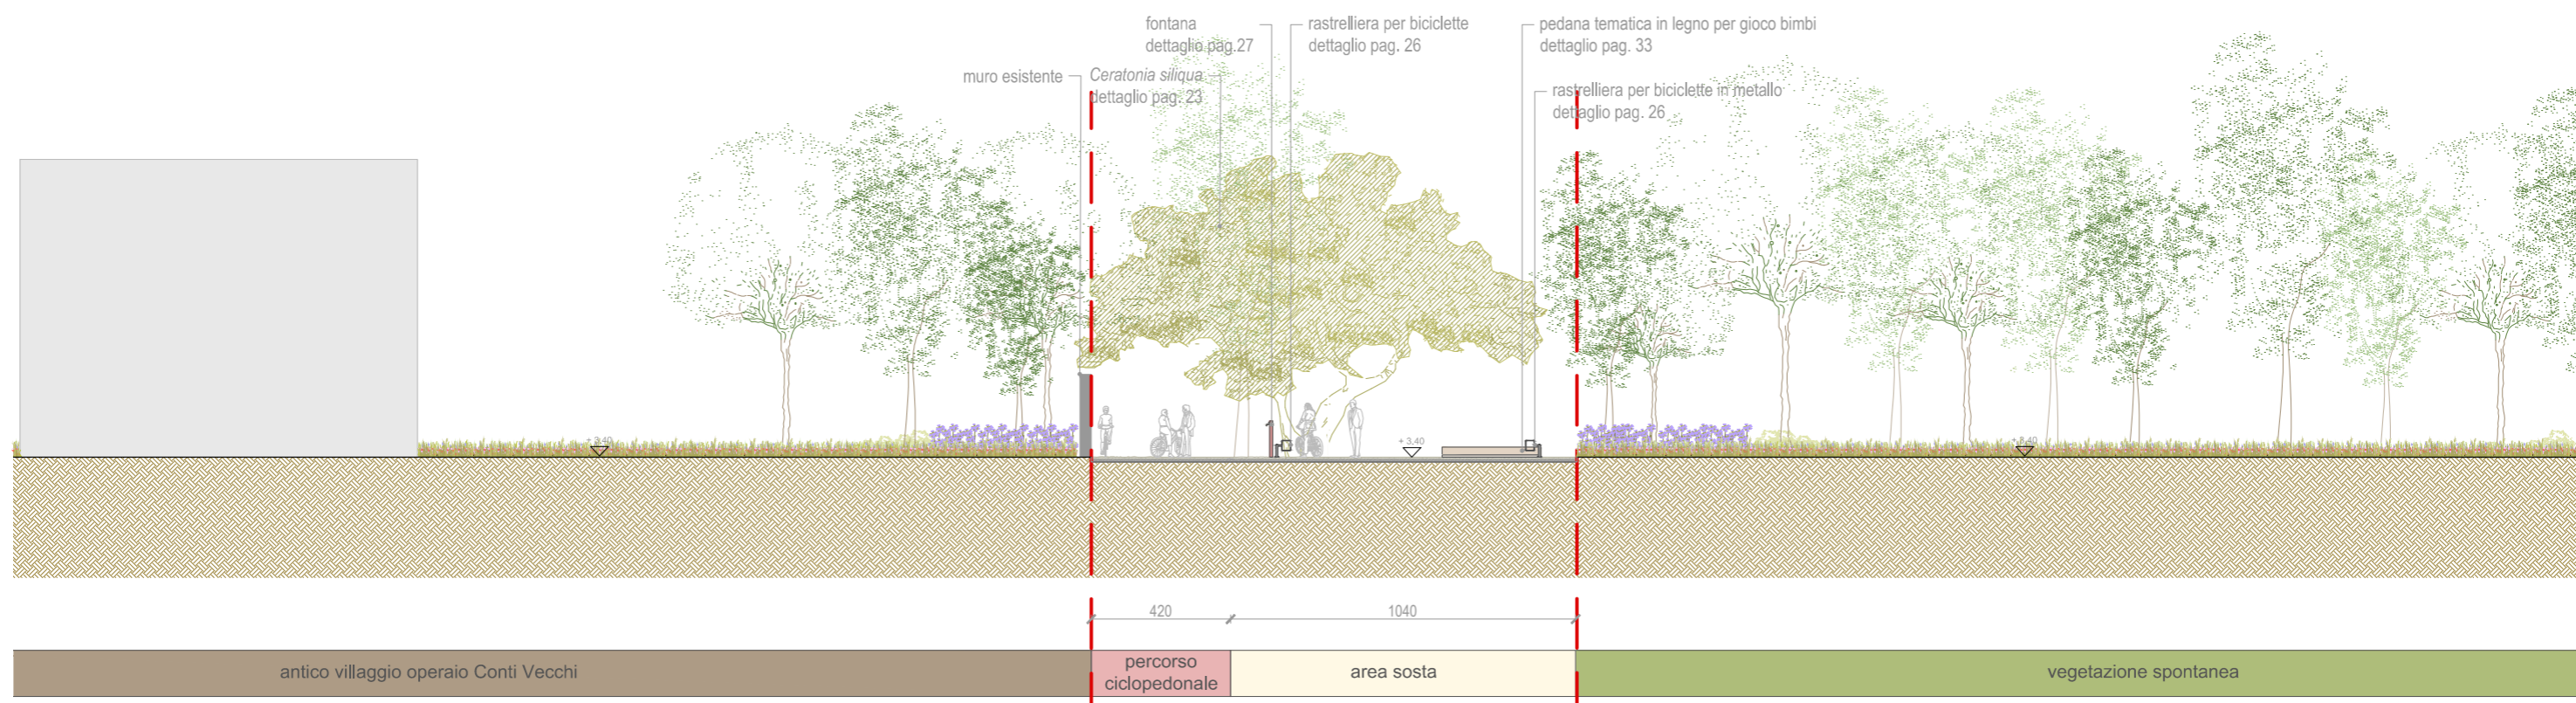 fontana
dettaglio pag.27
rastrelliera per biciclette
dettaglio pag. 26
pedana tematica in legno per gioco bimbi
dettaglio pag. 33
muro esistente
Ceratonia siliqua
dettaglio pag. 23
rastrelliera per biciclette in metallo
dettaglio pag. 26
+ 3,40
+ 3,40
+ 3,40
420
1040
antico villaggio operaio Conti Vecchi
percorso
ciclopedonale
area sosta
vegetazione spontanea